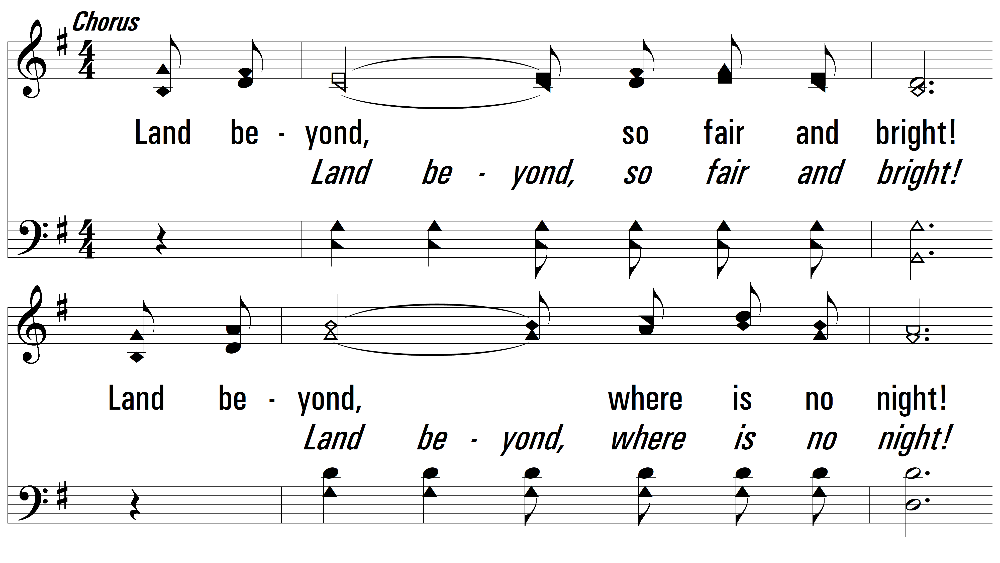 Chorus
Land be - yond, so fair and bright!
Land be - yond, so fair and bright!
Land be - yond, where is no night!
Land be - yond, where is no night!